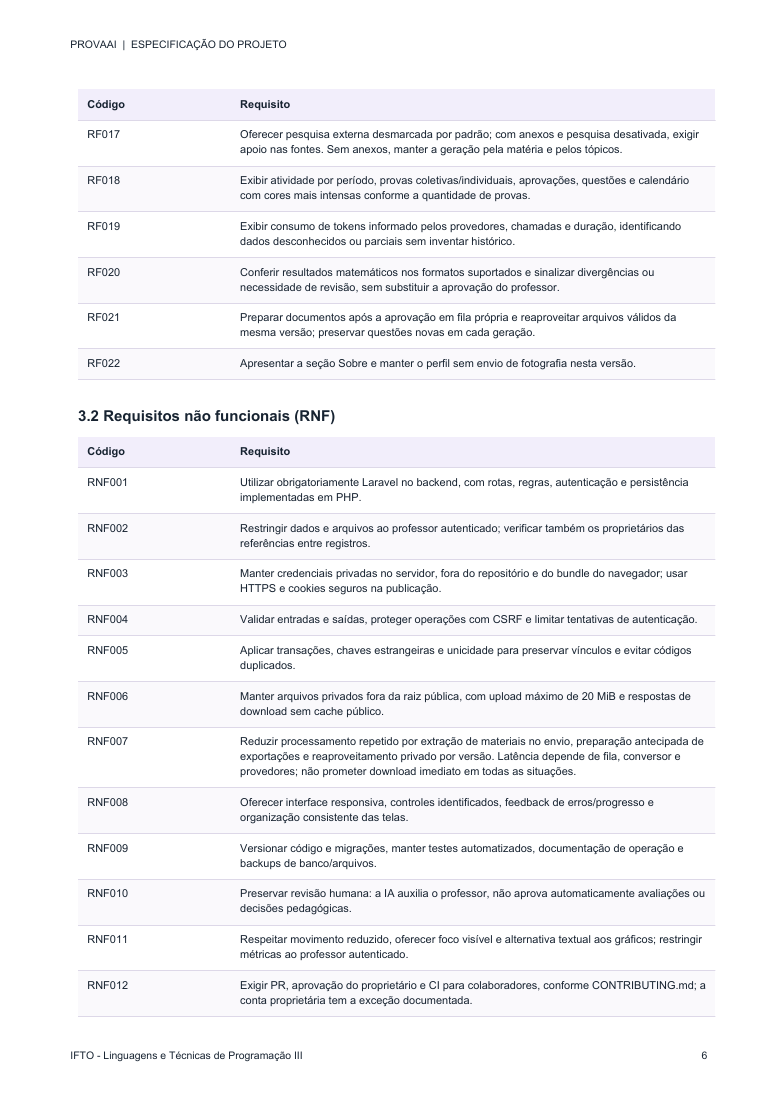 PROVAAI | ESPECIFICAÇÃO DO PROJETO
Código Requisito
RF017 Oferecer pesquisa externa desmarcada por padrão; com anexos e pesquisa desativada, exigir
apoio nas fontes. Sem anexos, manter a geração pela matéria e pelos tópicos.
RF018 Exibir atividade por período, provas coletivas/individuais, aprovações, questões e calendário
com cores mais intensas conforme a quantidade de provas.
RF019 Exibir consumo de tokens informado pelos provedores, chamadas e duração, identificando
dados desconhecidos ou parciais sem inventar histórico.
RF020 Conferir resultados matemáticos nos formatos suportados e sinalizar divergências ou
necessidade de revisão, sem substituir a aprovação do professor.
RF021 Preparar documentos após a aprovação em fila própria e reaproveitar arquivos válidos da
mesma versão; preservar questões novas em cada geração.
RF022 Apresentar a seção Sobre e manter o perfil sem envio de fotografia nesta versão.
3.2 Requisitos não funcionais (RNF)
Código Requisito
RNF001 Utilizar obrigatoriamente Laravel no backend, com rotas, regras, autenticação e persistência
implementadas em PHP.
RNF002 Restringir dados e arquivos ao professor autenticado; verificar também os proprietários das
referências entre registros.
RNF003 Manter credenciais privadas no servidor, fora do repositório e do bundle do navegador; usar
HTTPS e cookies seguros na publicação.
RNF004 Validar entradas e saídas, proteger operações com CSRF e limitar tentativas de autenticação.
RNF005 Aplicar transações, chaves estrangeiras e unicidade para preservar vínculos e evitar códigos
duplicados.
RNF006 Manter arquivos privados fora da raiz pública, com upload máximo de 20 MiB e respostas de
download sem cache público.
RNF007 Reduzir processamento repetido por extração de materiais no envio, preparação antecipada de
exportações e reaproveitamento privado por versão. Latência depende de fila, conversor e
provedores; não prometer download imediato em todas as situações.
RNF008 Oferecer interface responsiva, controles identificados, feedback de erros/progresso e
organização consistente das telas.
RNF009 Versionar código e migrações, manter testes automatizados, documentação de operação e
backups de banco/arquivos.
RNF010 Preservar revisão humana: a IA auxilia o professor, não aprova automaticamente avaliações ou
decisões pedagógicas.
RNF011 Respeitar movimento reduzido, oferecer foco visível e alternativa textual aos gráficos; restringir
métricas ao professor autenticado.
RNF012 Exigir PR, aprovação do proprietário e CI para colaboradores, conforme CONTRIBUTING.md; a
conta proprietária tem a exceção documentada.
IFTO - Linguagens e Técnicas de Programação III 6